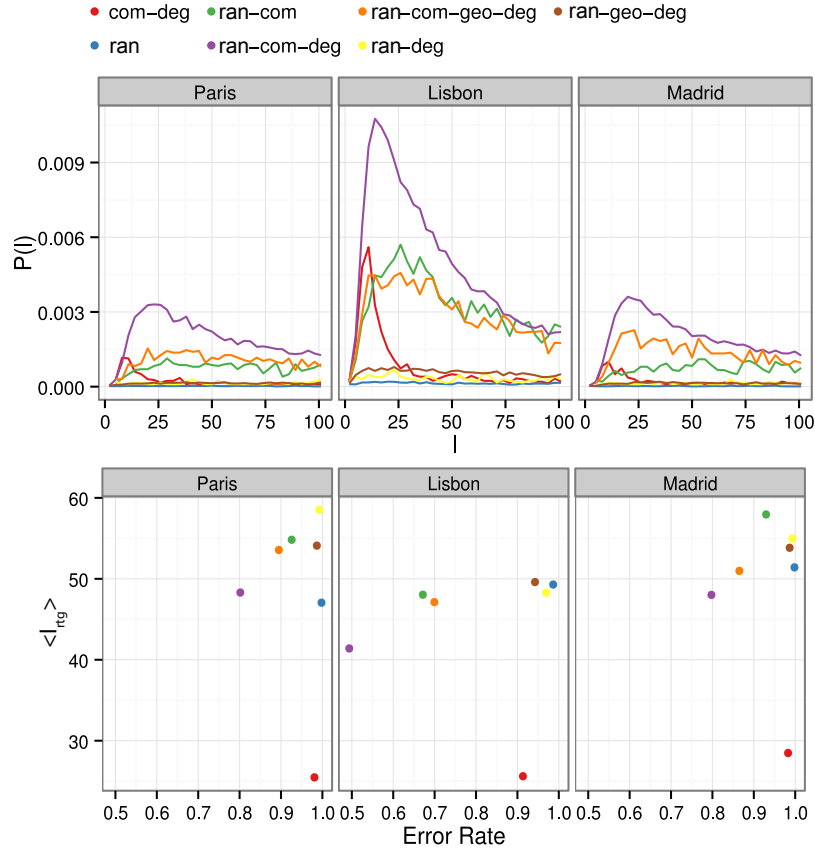 com−deg ran−com ran−com−geo−deg ran−geo−deg
ran ran−com−deg ran−deg
Paris Lisbon Madrid
0.009
0.006
0.003
0.000
P(l)
0 25 50 75 100 0 25 50 75 100 0 25 50 75 100
l
Paris Lisbon Madrid
60
50
40
30
<l_rtg>
0.5 0.6 0.7 0.8 0.9 1.0 0.5 0.6 0.7 0.8 0.9 1.0 0.5 0.6 0.7 0.8 0.9 1.0
Error Rate